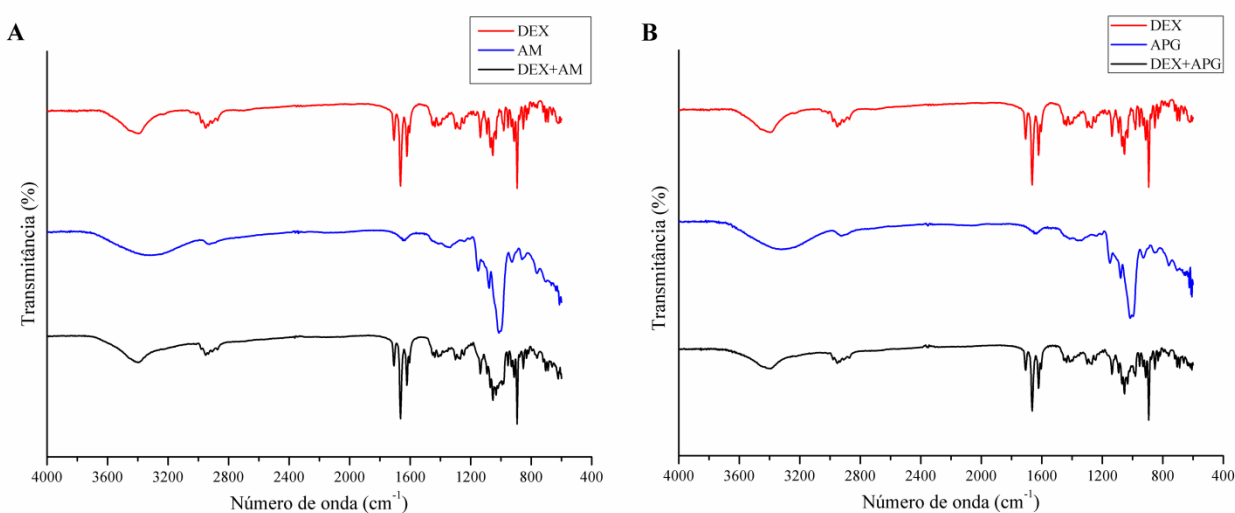 A
DEX
AM
DEX+AM
Transmitância (%)
4000 3600 3200 2800 2400 2000 1600 1200 800 400
Número de onda (cm-1)
B
DEX
APG
DEX+APG
Transmitância (%)
4000 3600 3200 2800 2400 2000 1600 1200 800 400
Número de onda (cm-1)